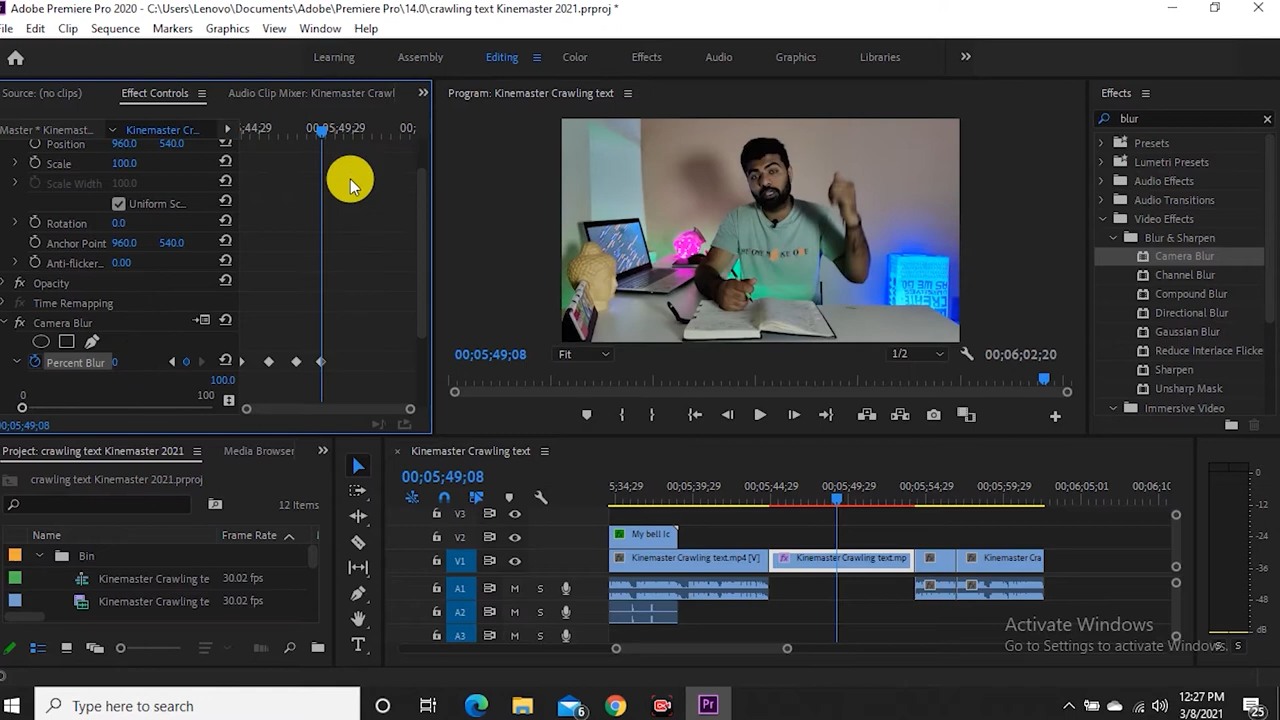 Adobe Premiere Pro 2020 - C:\Users\Lenovo\Documents\Adobe\Premiere Pro\14.0\crawling text Kinemaster 2021.prproj *
File Edit Clip Sequence Markers Graphics View Window Help
Learning Assembly Editing Color Effects Audio Graphics Libraries
Source: (no clips) Effect Controls Audio Clip Mixer: Kinemaster Crawl
Program: Kinemaster Crawling text
Effects
blur
Master * Kinemast... Kinemaster Cr...
;44;29 00;05;49;29 00;
Position 960.0 540.0
Scale 100.0
Scale Width 100.0
Uniform Sc...
Rotation 0.0
Anchor Point 960.0 540.0
Anti-flicker... 0.00
Opacity
Time Remapping
Camera Blur
Percent Blur 0
100.0
0 100
00;05;49;08
00;05;49;08 Fit 1/2 00;06;02;20
Presets
Lumetri Presets
Audio Effects
Audio Transitions
Video Effects
Blur & Sharpen
Camera Blur
Channel Blur
Compound Blur
Directional Blur
Gaussian Blur
Reduce Interlace Flicke
Sharpen
Unsharp Mask
Immersive Video
Project: crawling text Kinemaster 2021 Media Browser
crawling text Kinemaster 2021.prproj
12 Items
Name Frame Rate
Bin
Kinemaster Crawling te 30.02 fps
Kinemaster Crawling te 30.02 fps
× Kinemaster Crawling text
00;05;49;08
5;34;29 00;05;39;29 00;05;44;29 00;05;49;29 00;05;54;29 00;05;59;29 00;06;05;01 00;06;10
V3
V2 My bell Ic
V1 Kinemaster Crawling text.mp4 [V] Kinemaster Crawling text.mp Kinemaster Cra
A1 M S
A2 M S
A3 M S
0
-12
-24
-36
-48
dB
S S
Activate Windows
Go to Settings to activate Windows.
Type here to search
6
Pr
12:27 PM
3/8/2021
25